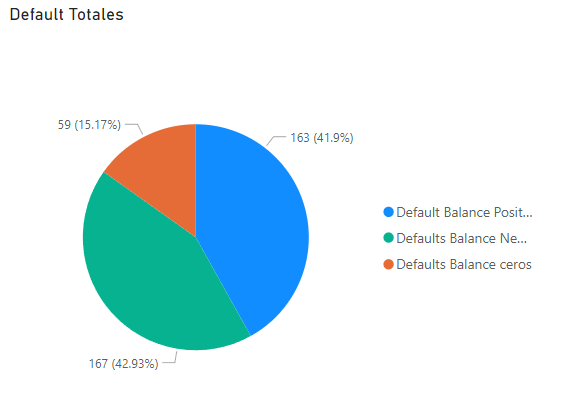 Default Totales
59 (15.17%)
163 (41.9%)
Default Balance Posit...
Defaults Balance Ne...
Defaults Balance ceros
167 (42.93%)